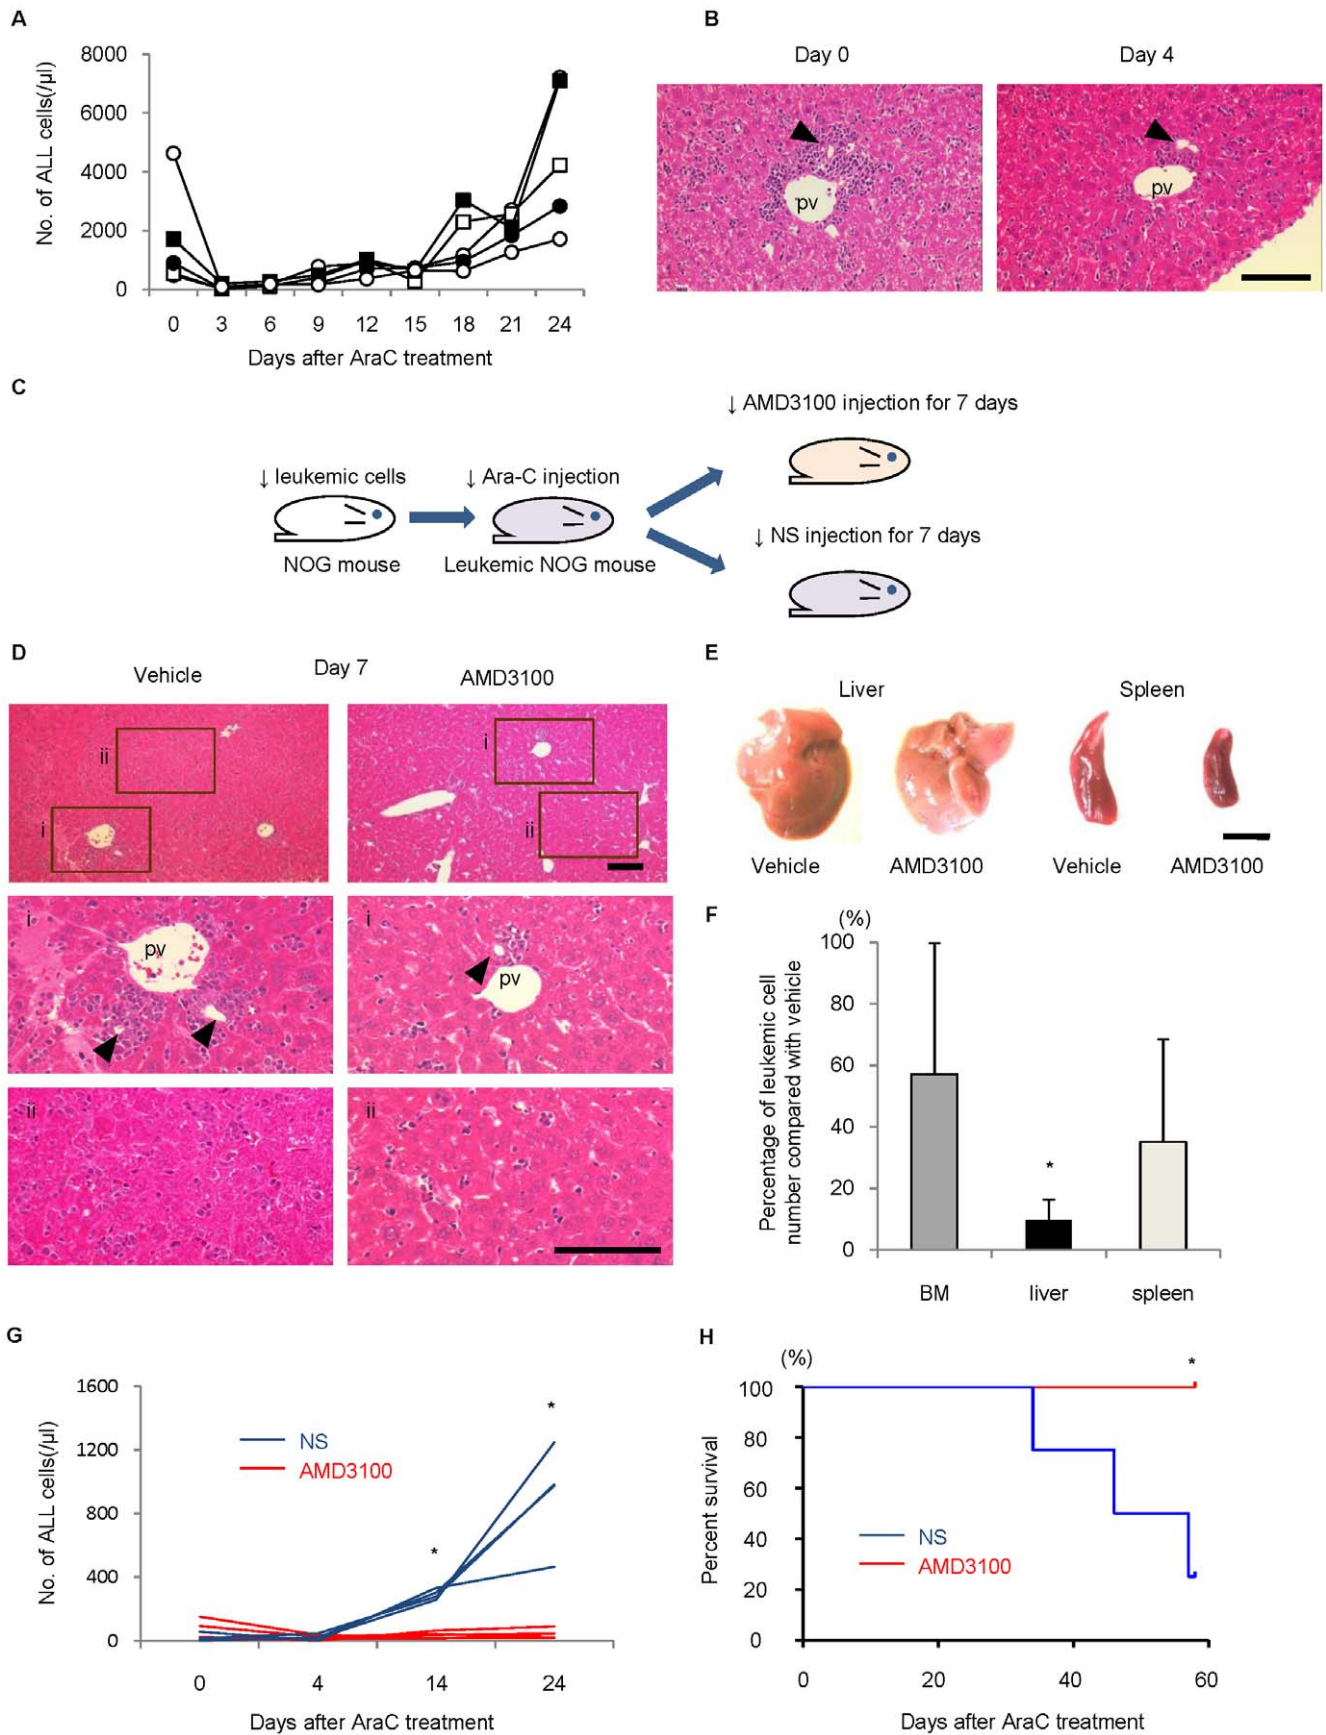 A
8000
6000
4000
2000
0
No. of ALL cells(/µl)
0 3 6 9 12 15 18 21 24
Days after AraC treatment
B
Day 0
Day 4
pv
pv
C
↓ leukemic cells
NOG mouse
↓ Ara-C injection
Leukemic NOG mouse
↓ AMD3100 injection for 7 days
↓ NS injection for 7 days
D
Vehicle
Day 7
AMD3100
ii
i
i
ii
i
pv
i
pv
ii
ii
E
Liver
Spleen
Vehicle
AMD3100
Vehicle
AMD3100
F
(%)
100
80
60
40
20
0
Percentage of leukemic cell
number compared with vehicle
*
BM
liver
spleen
G
1600
1200
800
400
0
No. of ALL cells(/µl)
NS
AMD3100
*
*
0 4 14 24
Days after AraC treatment
H
(%)
100
80
60
40
20
0
Percent survival
*
NS
AMD3100
0 20 40 60
Days after AraC treatment